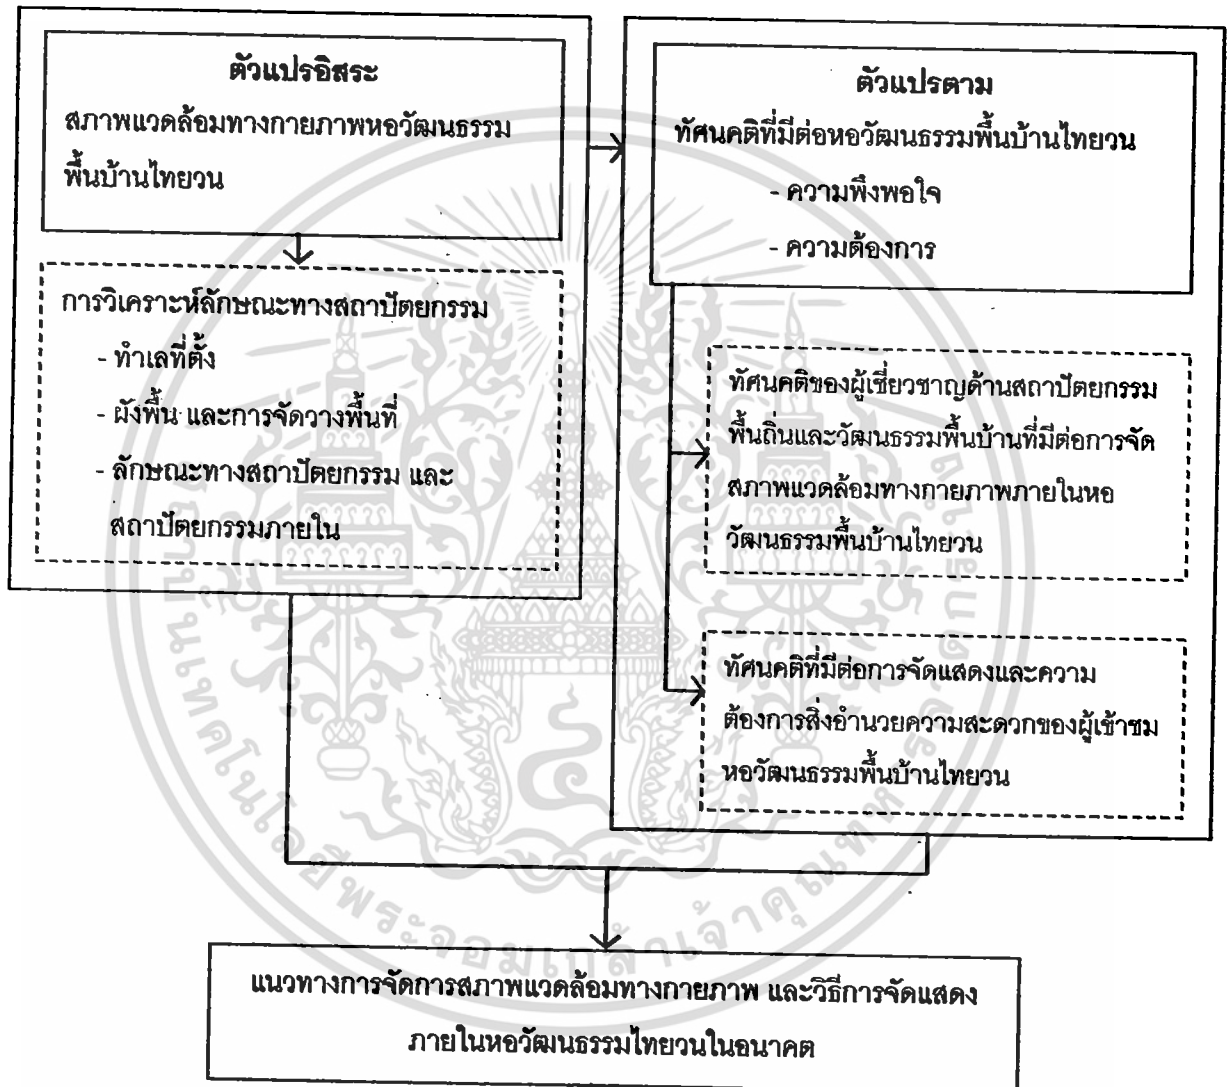 ตัวแปรอิสระ
สภาพแวดล้อมทางกายภาพหอวัฒนธรรม
พื้นบ้านไทยวน
การวิเคราะห์ลักษณะทางสถาปัตยกรรม
- ทำเลที่ตั้ง
- ผังพื้น และการจัดวางพื้นที่
- ลักษณะทางสถาปัตยกรรม และ
สถาปัตยกรรมภายใน
ตัวแปรตาม
ทัศนคติที่มีต่อหอวัฒนธรรมพื้นบ้านไทยวน
- ความพึงพอใจ
- ความต้องการ
ทัศนคติของผู้เชี่ยวชาญด้านสถาปัตยกรรม
พื้นถิ่นและวัฒนธรรมพื้นบ้านที่มีต่อการจัด
สภาพแวดล้อมทางกายภาพภายในหอ
วัฒนธรรมพื้นบ้านไทยวน
ทัศนคติที่มีต่อการจัดแสดงและความ
ต้องการสิ่งอำนวยความสะดวกของผู้เข้าชม
หอวัฒนธรรมพื้นบ้านไทยวน
แนวทางการจัดการสภาพแวดล้อมทางกายภาพ และวิธีการจัดแสดง
ภายในหอวัฒนธรรมไทยวนในอนาคต